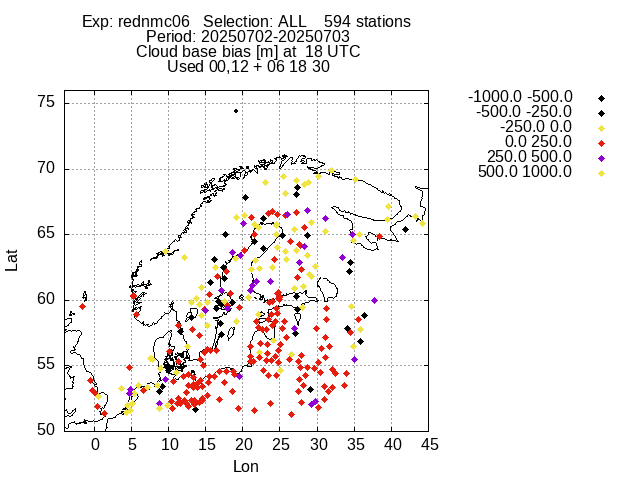 Exp: rednmc06   Selection: ALL    594 stations
Period: 20250702-20250703
Cloud base bias [m] at  18 UTC
Used 00,12 + 06 18 30
-1000.0 -500.0
-500.0 -250.0
-250.0 0.0
0.0 250.0
250.0 500.0
500.0 1000.0
75
70
65
60
55
50
Lat
0 5 10 15 20 25 30 35 40 45
Lon